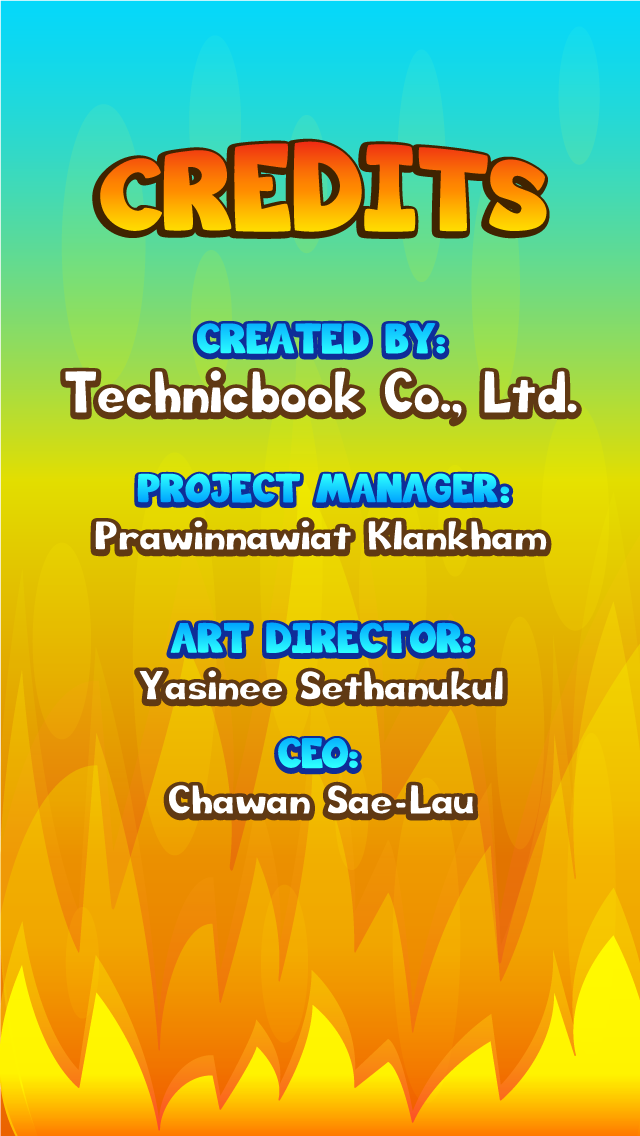 CREDITS
CREATED BY:
Technicbook Co., Ltd.
PROJECT MANAGER:
Prawinnawiat Klankham
ART DIRECTOR:
Yasinee Sethanukul
CEO:
Chawan Sae-Lau